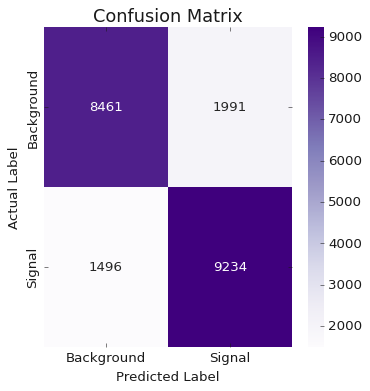 Confusion Matrix
Actual Label
Background
Signal
8461
1991
1496
9234
Background
Signal
Predicted Label
9000
8000
7000
6000
5000
4000
3000
2000